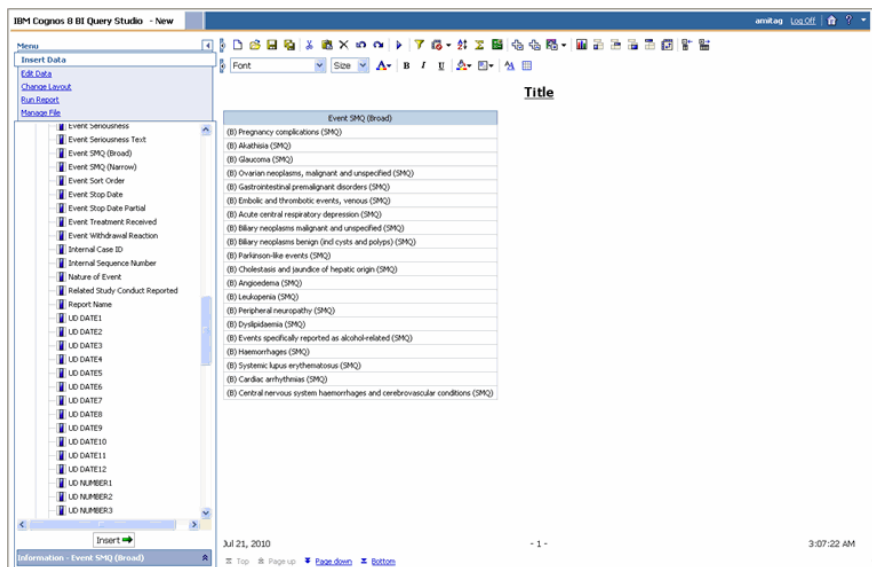 IBM Cognos 8 BI Query Studio - New
amitag Log Off
Menu
Insert Data
Edit Data
Change Layout
Run Report
Manage File
Event Seriousness
Event Seriousness Text
Event SMQ (Broad)
Event SMQ (Narrow)
Event Sort Order
Event Stop Date
Event Stop Date Partial
Event Treatment Received
Event Withdrawal Reaction
Internal Case ID
Internal Sequence Number
Nature of Event
Related Study Conduct Reported
Report Name
UD DATE1
UD DATE2
UD DATE3
UD DATE4
UD DATE5
UD DATE6
UD DATE7
UD DATE8
UD DATE9
UD DATE10
UD DATE11
UD DATE12
UD NUMBER1
UD NUMBER2
UD NUMBER3
Insert
Information - Event SMQ (Broad)
Font
Size
A
B I U
Title
Event SMQ (Broad)
(B) Pregnancy complications (SMQ)
(B) Akathisia (SMQ)
(B) Glaucoma (SMQ)
(B) Ovarian neoplasms, malignant and unspecified (SMQ)
(B) Gastrointestinal premalignant disorders (SMQ)
(B) Embolic and thrombotic events, venous (SMQ)
(B) Acute central respiratory depression (SMQ)
(B) Biliary neoplasms malignant and unspecified (SMQ)
(B) Biliary neoplasms benign (incl cysts and polyps) (SMQ)
(B) Parkinson-like events (SMQ)
(B) Cholestasis and jaundice of hepatic origin (SMQ)
(B) Angioedema (SMQ)
(B) Leukopenia (SMQ)
(B) Peripheral neuropathy (SMQ)
(B) Dyslipidaemia (SMQ)
(B) Events specifically reported as alcohol-related (SMQ)
(B) Haemorrhages (SMQ)
(B) Systemic lupus erythematosus (SMQ)
(B) Cardiac arrhythmias (SMQ)
(B) Central nervous system haemorrhages and cerebrovascular conditions (SMQ)
Jul 21, 2010
- 1 -
3:07:22 AM
Top Page up Page down Bottom